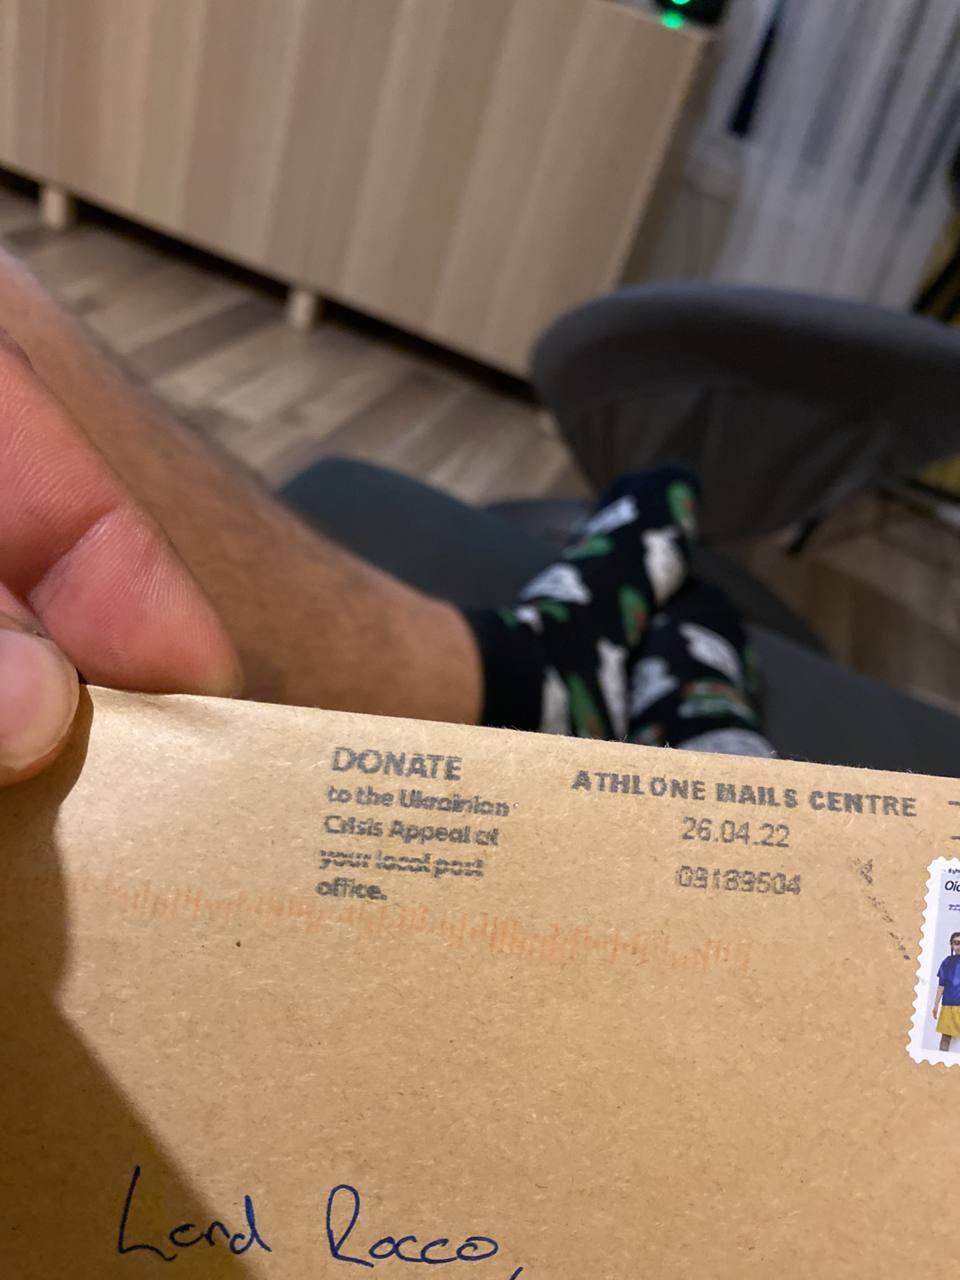 DONATE
to the Ukrainian
Crisis Appeal at
your local post
office.
ATHLONE MAILS CENTRE
26.04.22
09189504
Lord Rocco,